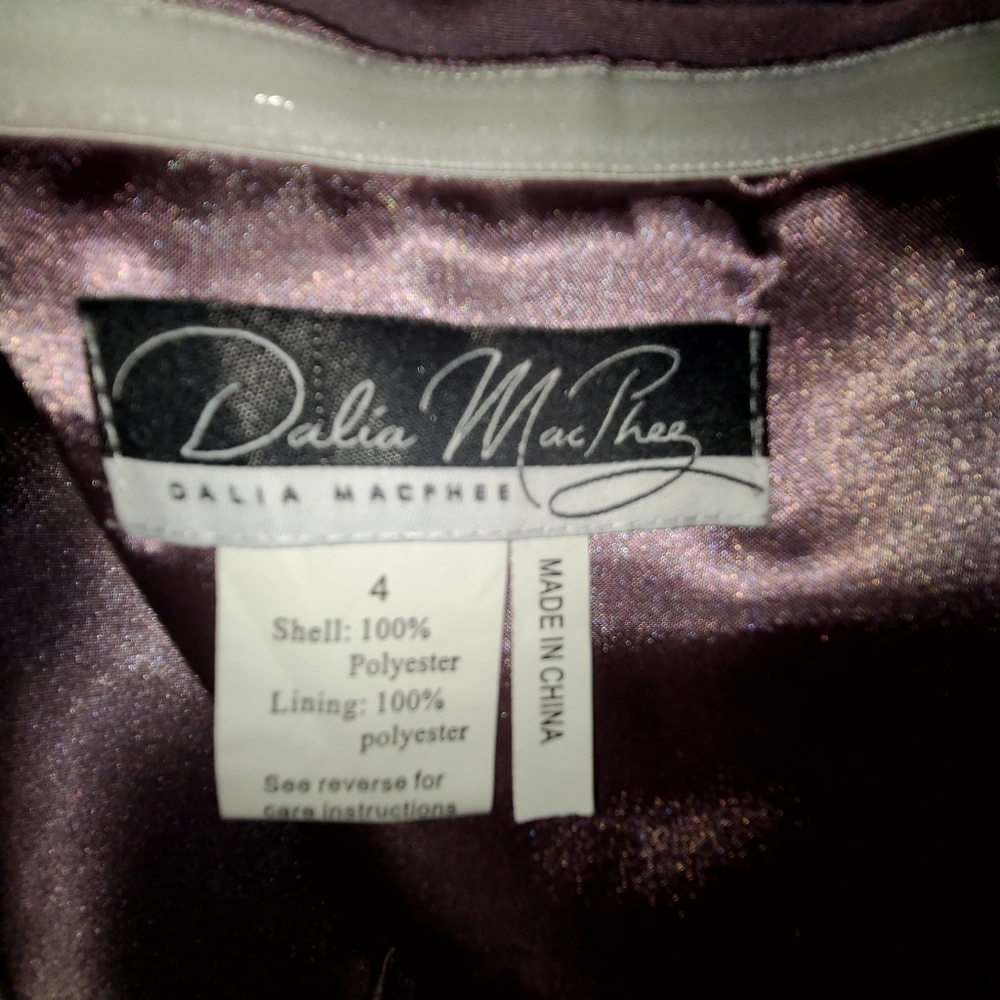 Dalia MacPhee
DALIA MACPHEE
4
Shell: 100%
Polyester
Lining: 100%
polyester
See reverse for
care instructions
MADE IN CHINA